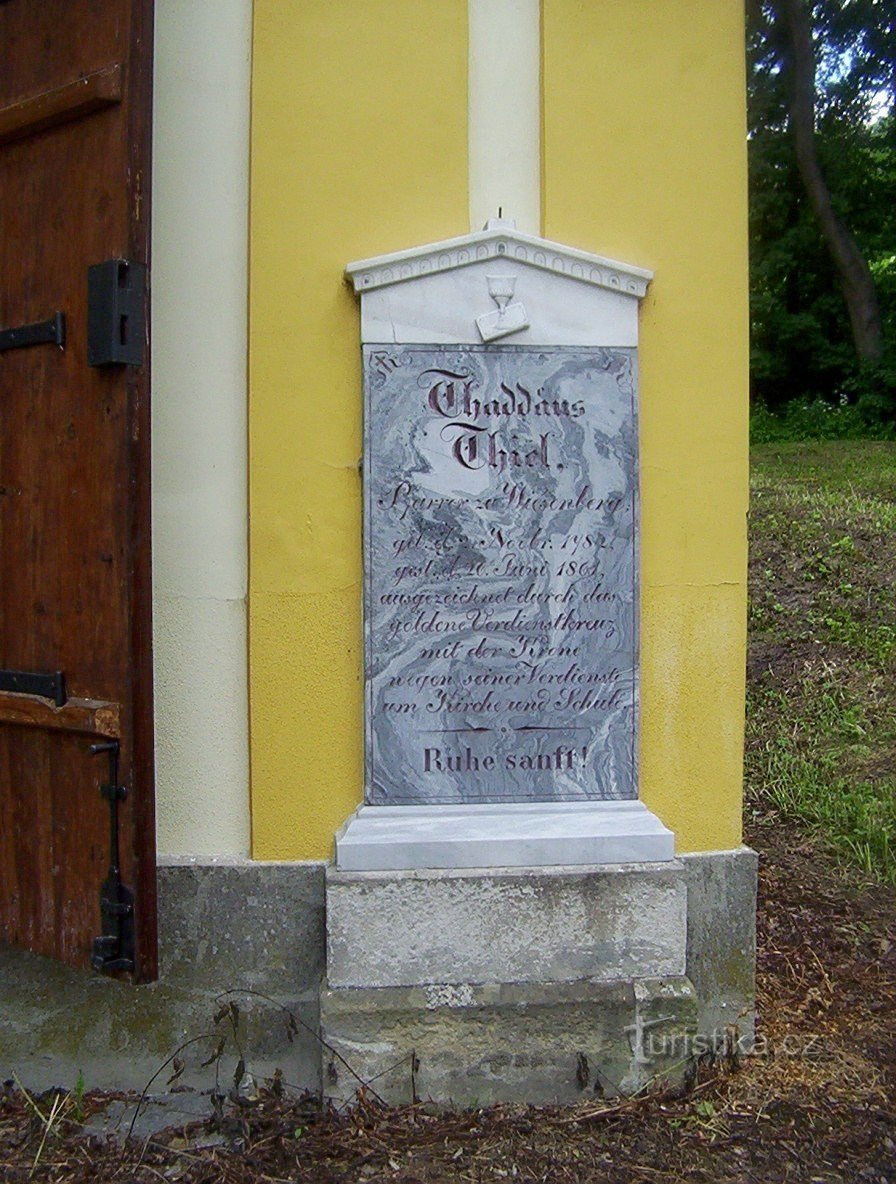 Thaddäus
Thiel,
Pfarrer zu Wiesenberg,
geb. d. 2. Novbr. 1782,
gest. d. 20. Juni 1861,
ausgezeichnet durch das
goldene Verdienstkreuz
mit der Krone
wegen seiner Verdienste
um Kirche und Schule.
Ruhe sanft!
Turistika.cz